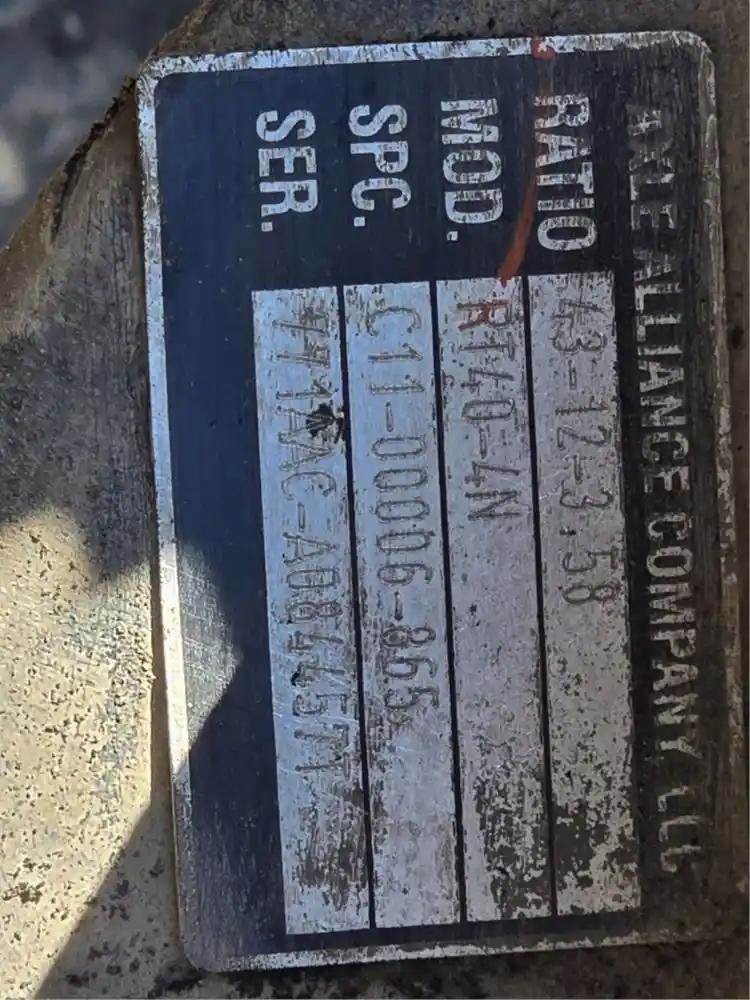 AXLE ALLIANCE COMPANY LLC
RATIO 43-12-3.58
MOD. RT40-4N
SPC. C11-00006-865
SER.